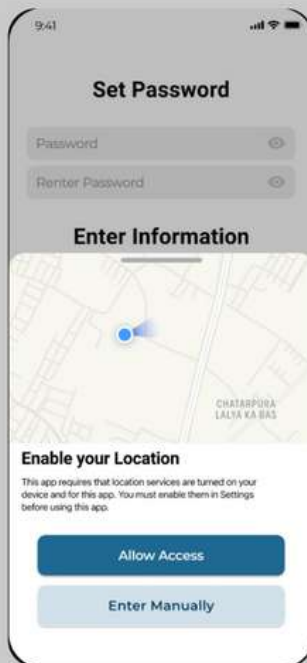 9:41
Set Password
Password
Renter Password
Enter Information
CHATARPURA
LALYA KA BAS
Enable your Location
This app requires that location services are turned on your
device and for this app. You must enable them in Settings
before using this app.
Allow Access
Enter Manually